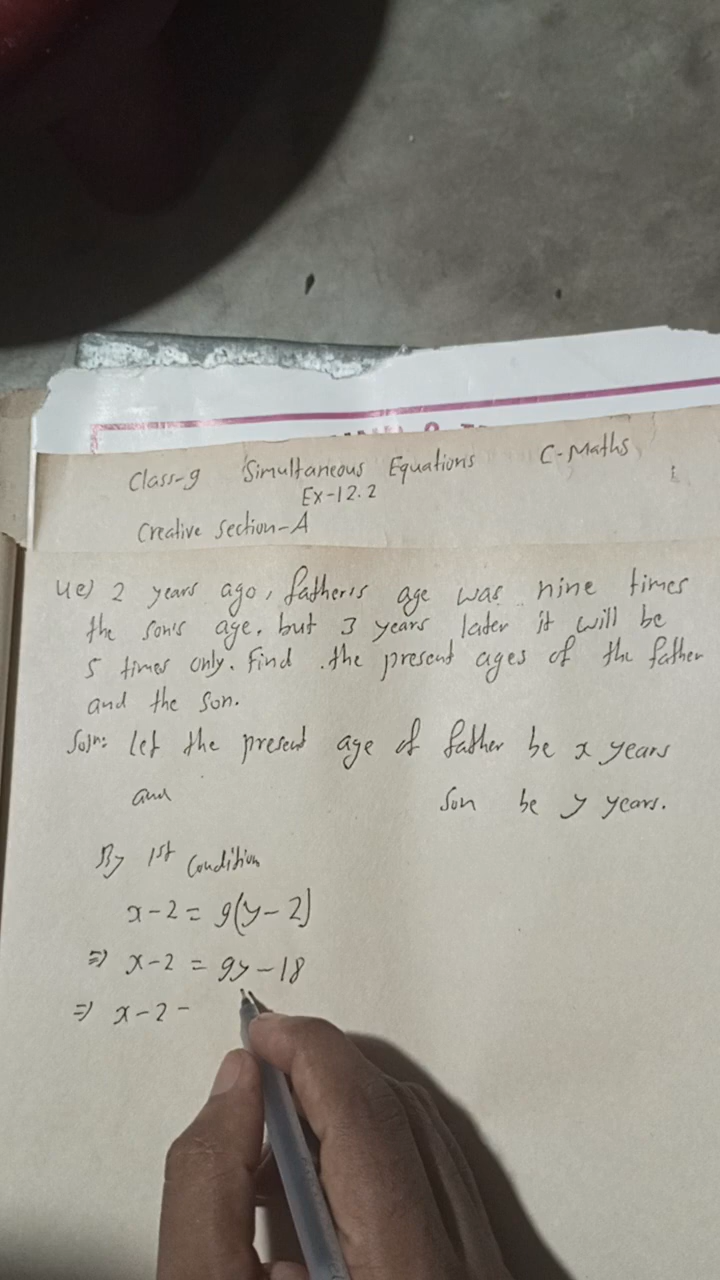 Class-9 Simultaneous Equations C-Maths
Ex-12.2
Creative Section-A
4e) 2 years ago, father's age was nine times
the son's age. but 3 years later it will be
5 times only. Find the present ages of the father
and the son.
Soln: let the present age of father be x years
and son be y years.
By 1st Condition
x-2 = 9(y-2)
⇒ x-2 = 9y-18
⇒ x-2 -